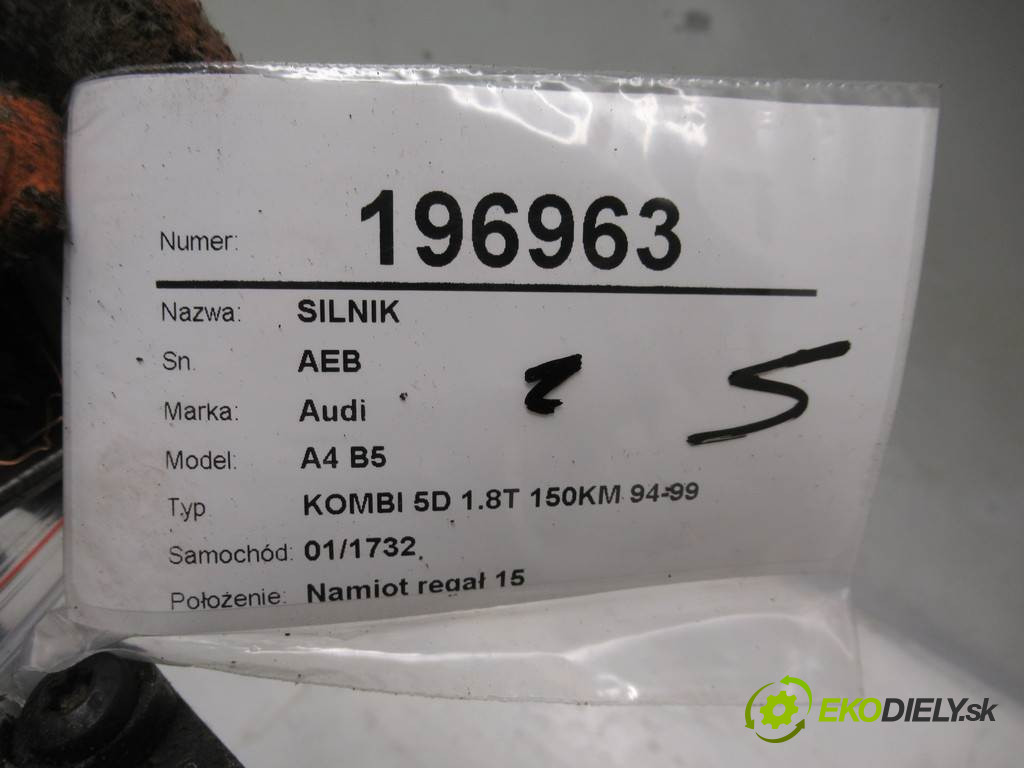 Numer: 196963
Nazwa: SILNIK
Sn. AEB
Marka: Audi
Model: A4 B5
Typ KOMBI 5D 1.8T 150KM 94-99
Samochód: 01/1732
Położenie: Namiot regał 15
EKODIELY.sk